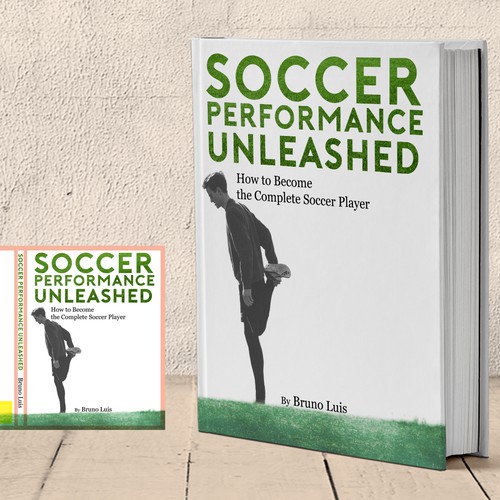 SOCCER
PERFORMANCE
UNLEASHED
How to Become
the Complete Soccer Player
By Bruno Luis
SOCCER PERFORMANCE UNLEASHED
Bruno Luis
SOCCER
PERFORMANCE
UNLEASHED
How to Become
the Complete Soccer Player
By Bruno Luis